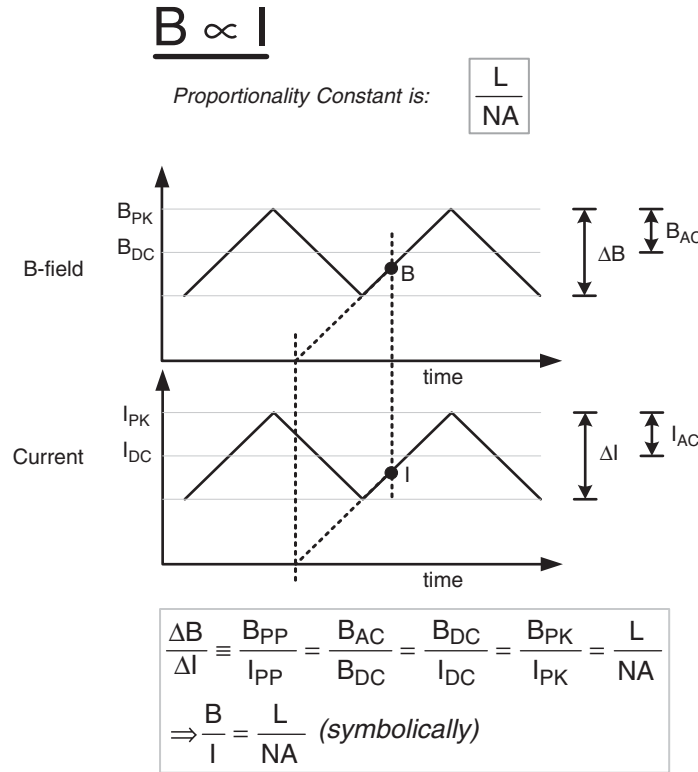 B ∝ I
Proportionality Constant is: L/NA
B_PK
B_DC
B-field
B
ΔB
B_AC
time
I_PK
I_DC
Current
I
ΔI
I_AC
time
ΔB/ΔI ≡ B_PP/I_PP = B_AC/B_DC = B_DC/I_DC = B_PK/I_PK = L/NA
⇒ B/I = L/NA (symbolically)